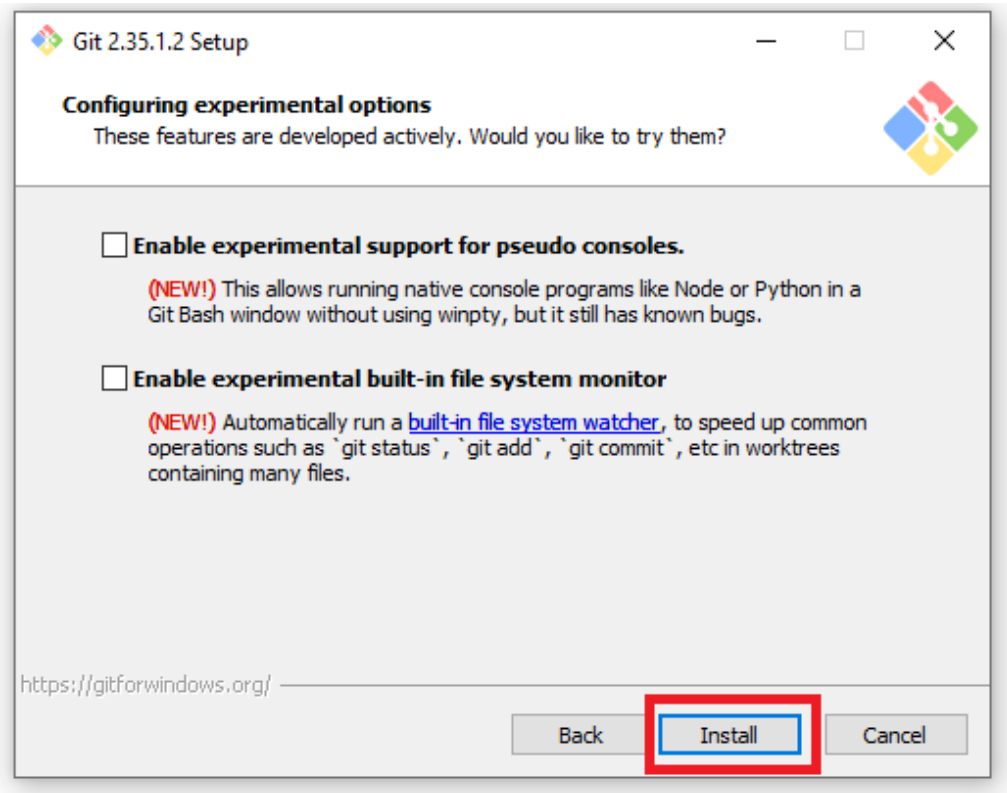 Git 2.35.1.2 Setup
Configuring experimental options
These features are developed actively. Would you like to try them?
Enable experimental support for pseudo consoles.
(NEW!) This allows running native console programs like Node or Python in a
Git Bash window without using winpty, but it still has known bugs.
Enable experimental built-in file system monitor
(NEW!) Automatically run a built-in file system watcher, to speed up common
operations such as `git status`, `git add`, `git commit`, etc in worktrees
containing many files.
https://gitforwindows.org/
Back Install Cancel